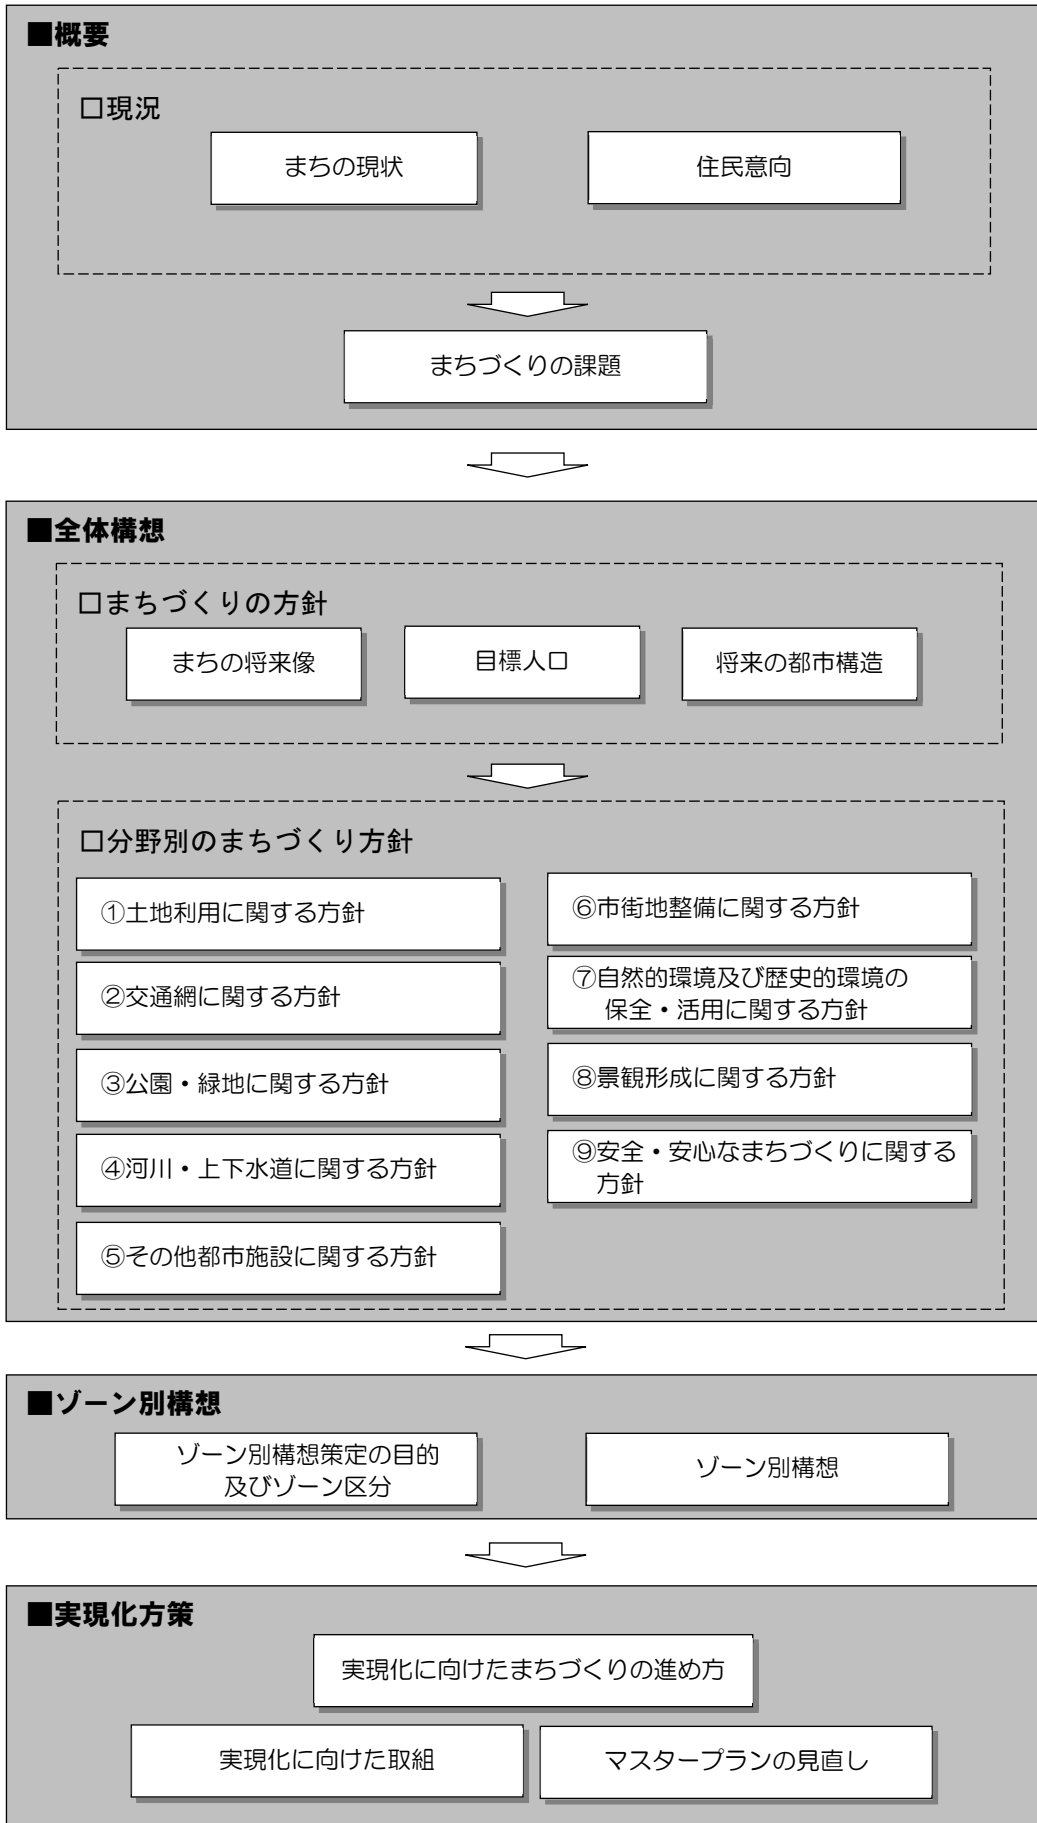 ■概要
□現況
まちの現状
住民意向
まちづくりの課題
■全体構想
□まちづくりの方針
まちの将来像
目標人口
将来の都市構造
□分野別のまちづくり方針
①土地利用に関する方針
②交通網に関する方針
③公園・緑地に関する方針
④河川・上下水道に関する方針
⑤その他都市施設に関する方針
⑥市街地整備に関する方針
⑦自然的環境及び歴史的環境の
保全・活用に関する方針
⑧景観形成に関する方針
⑨安全・安心なまちづくりに関する
方針
■ゾーン別構想
ゾーン別構想策定の目的
及びゾーン区分
ゾーン別構想
■実現化方策
実現化に向けたまちづくりの進め方
実現化に向けた取組
マスタープランの見直し